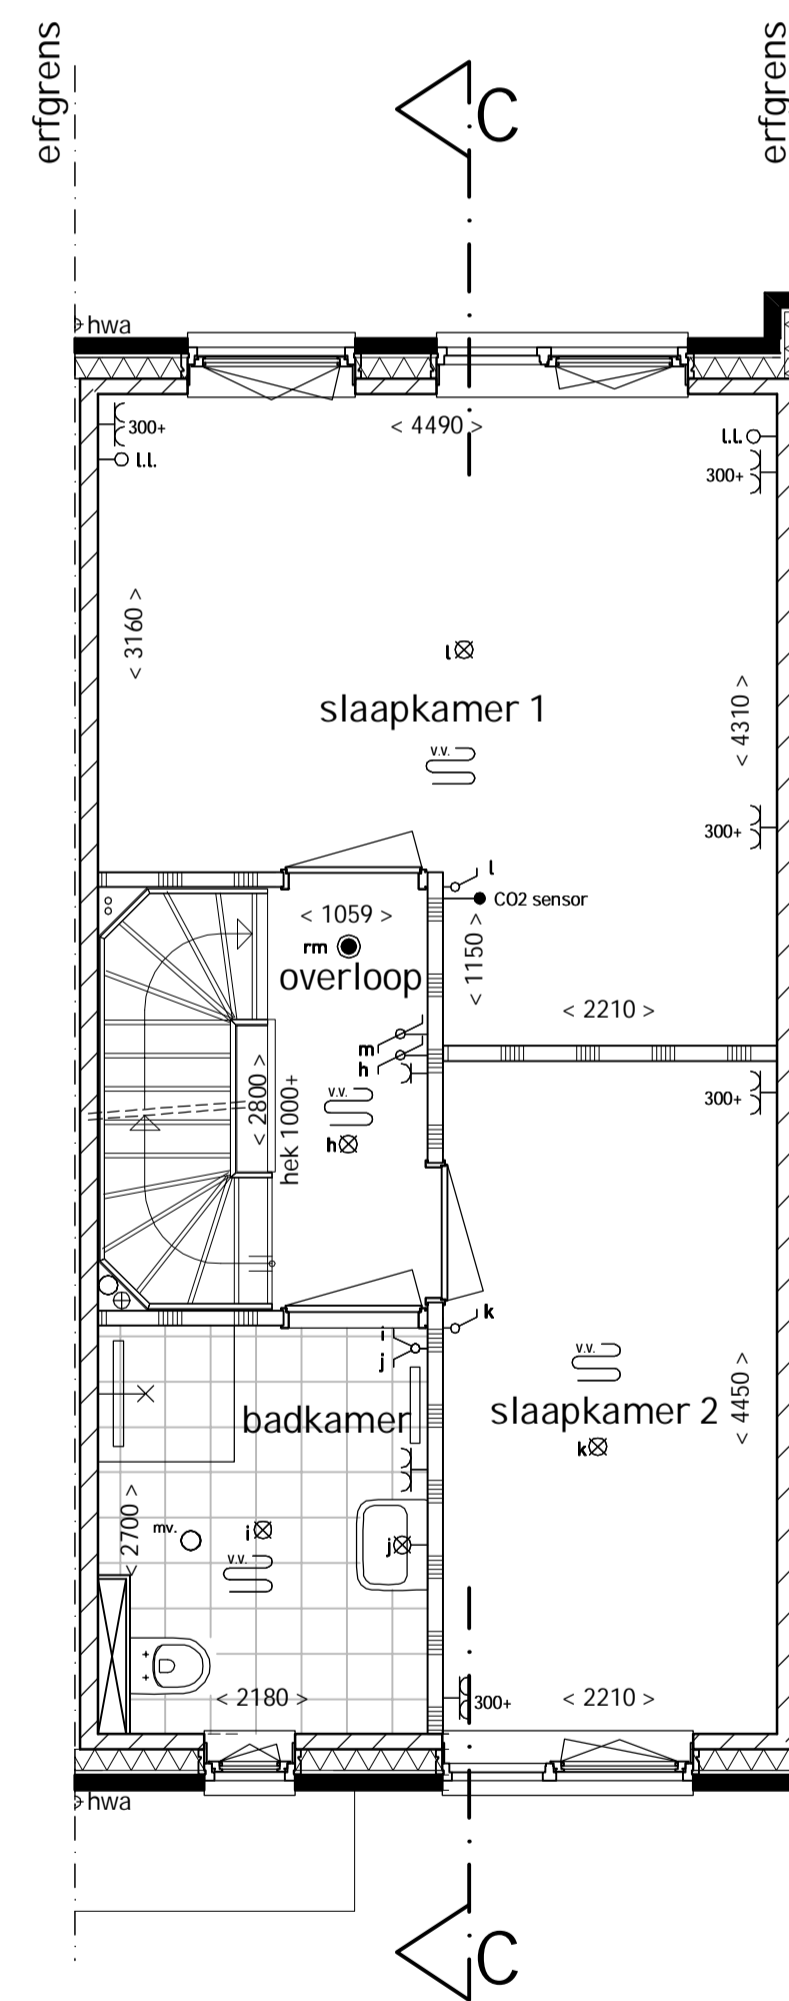 erfgrens
erfgrens
C
hwa
300+
l.l.
< 4490 >
l.l.
300+
< 3160 >
l
slaapkamer 1
< 4310 >
v.v.
300+
l
CO2 sensor
< 1059 >
rm
overloop
< 1150 >
< 2210 >
m
h
300+
< 2800 >
hek 1000+
v.v.
h
k
i
j
v.v.
badkamer
slaapkamer 2
< 4450 >
k
< 2700 >
mv.
i
j
v.v.
< 2180 >
300+
< 2210 >
hwa
C